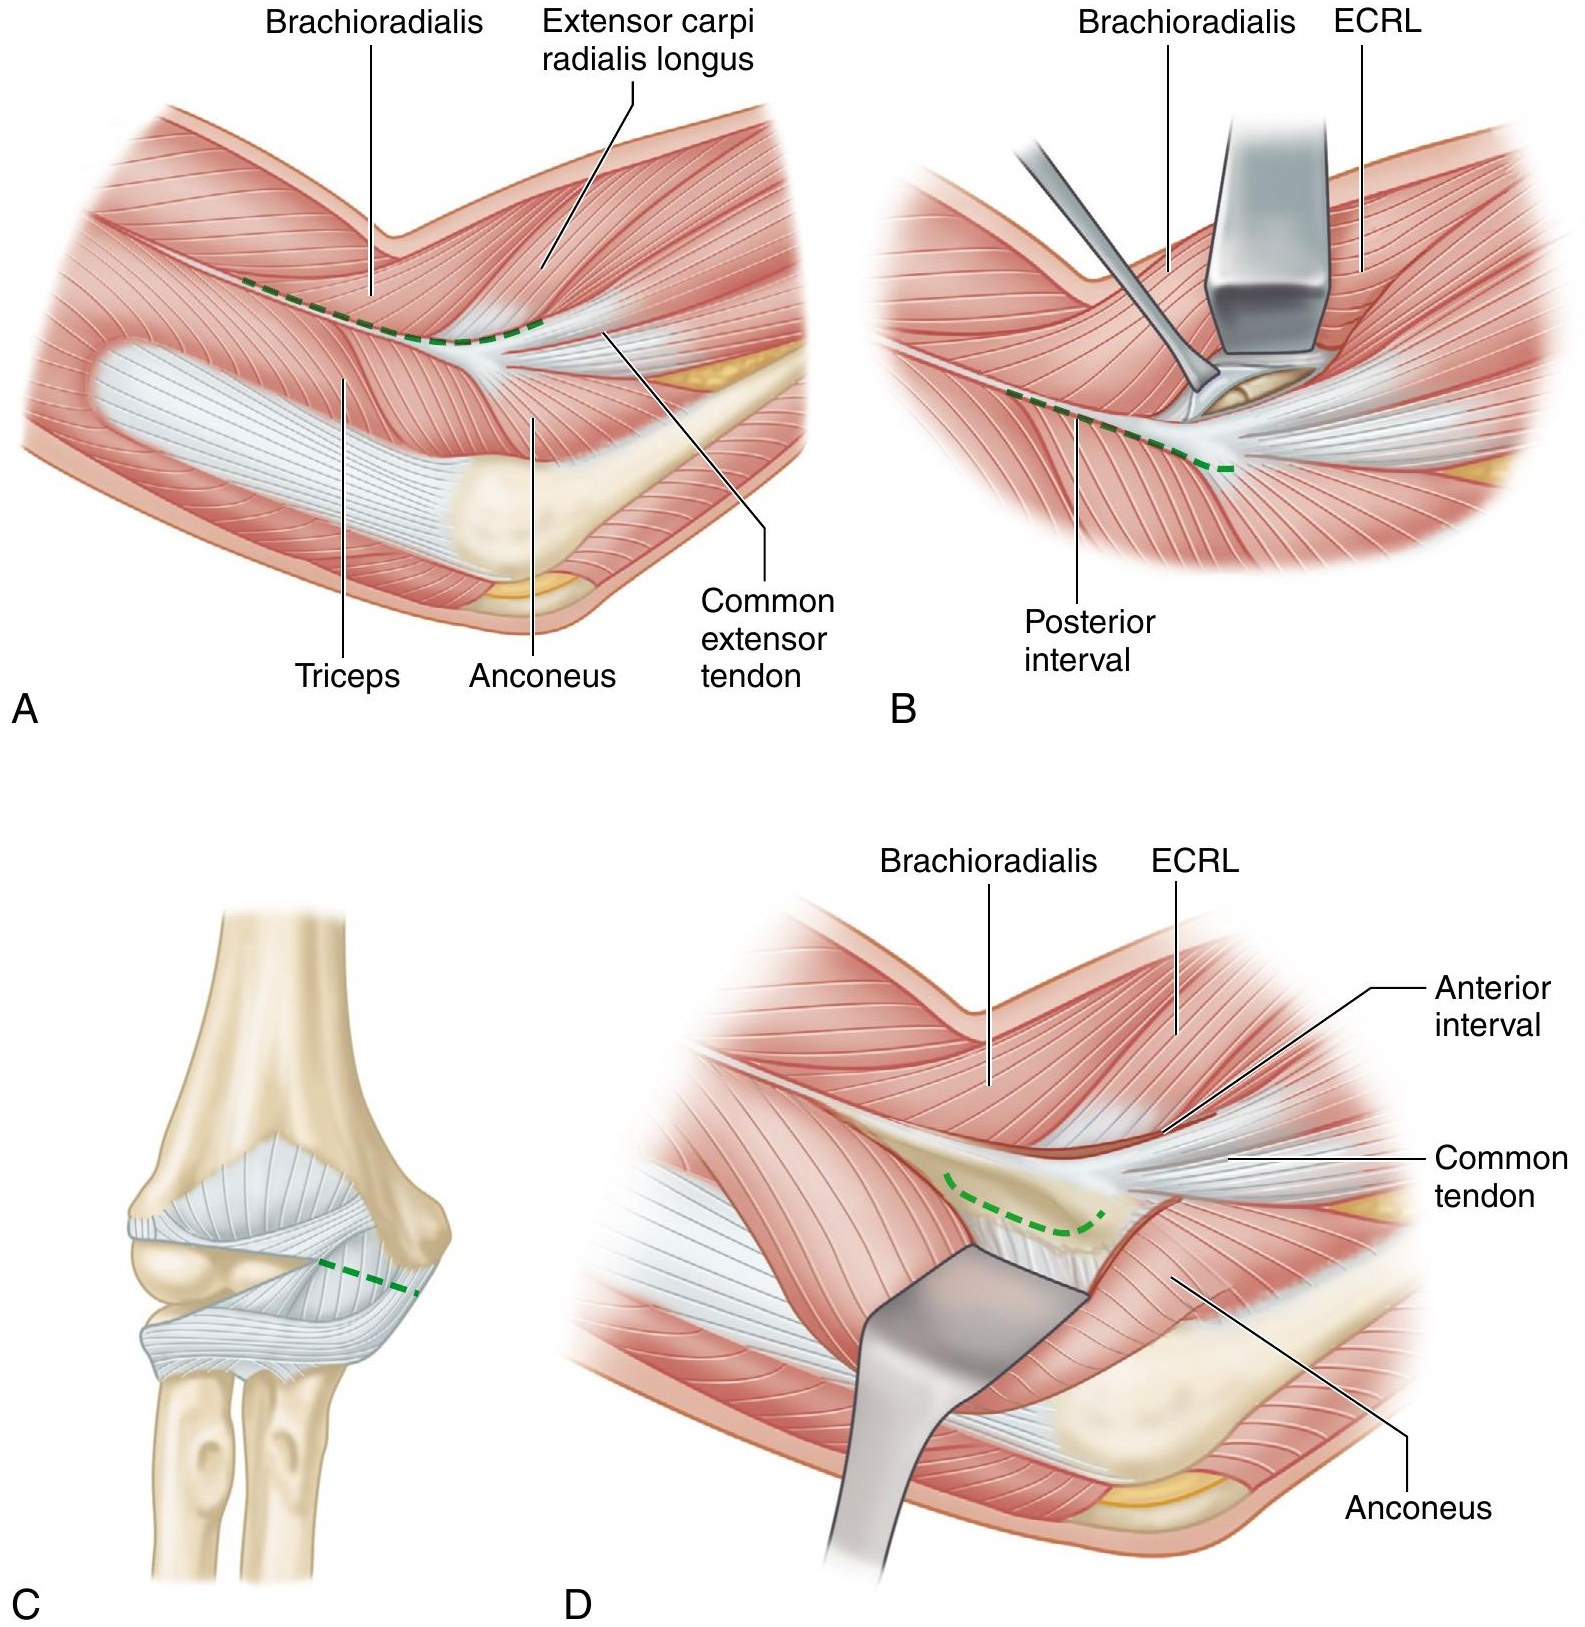 Brachioradialis
Extensor carpi
radialis longus
Common
extensor
tendon
Triceps
Anconeus
A
Brachioradialis
ECRL
Posterior
interval
B
C
Brachioradialis
ECRL
Anterior
interval
Common
tendon
Anconeus
D